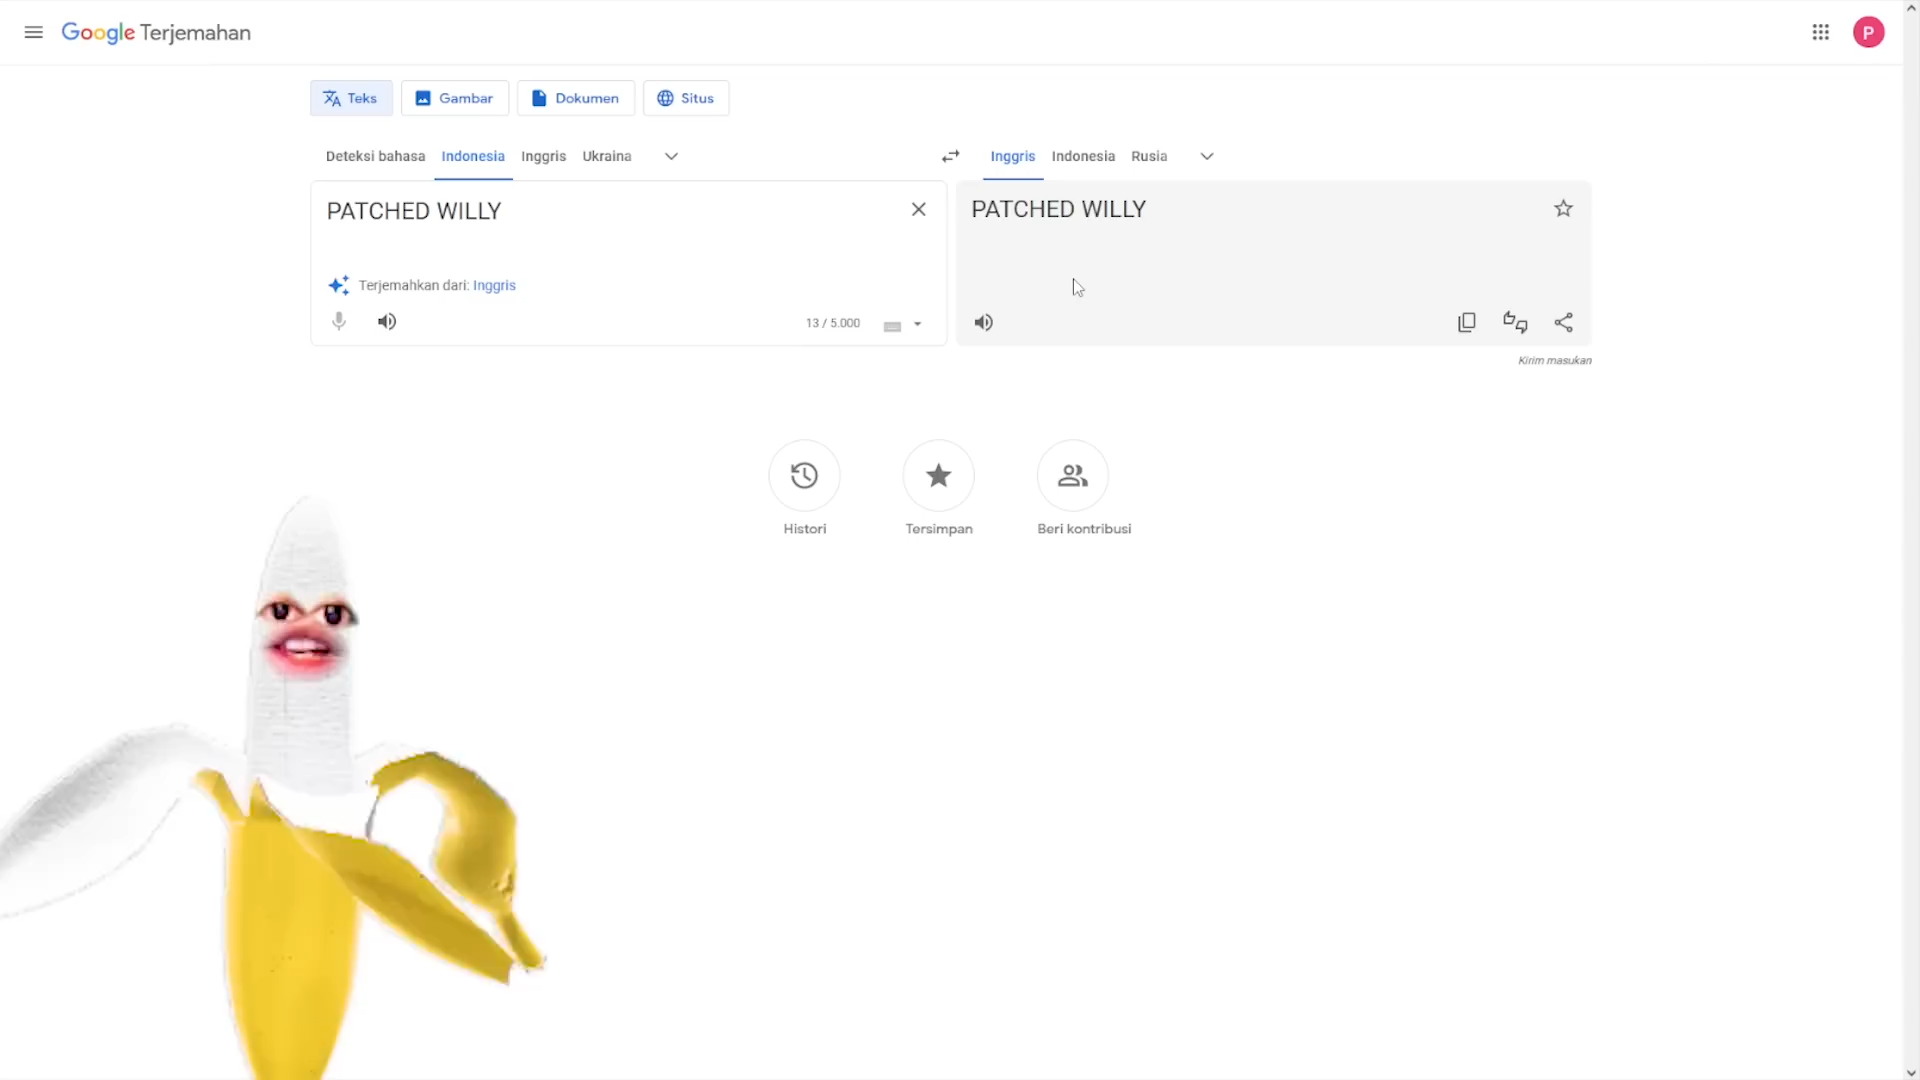 Google Terjemahan
P
Teks
Gambar
Dokumen
Situs
Deteksi bahasa
Indonesia
Inggris
Ukraina
Inggris
Indonesia
Rusia
PATCHED WILLY
PATCHED WILLY
Terjemahkan dari: Inggris
13 / 5.000
Kirim masukan
Histori
Tersimpan
Beri kontribusi